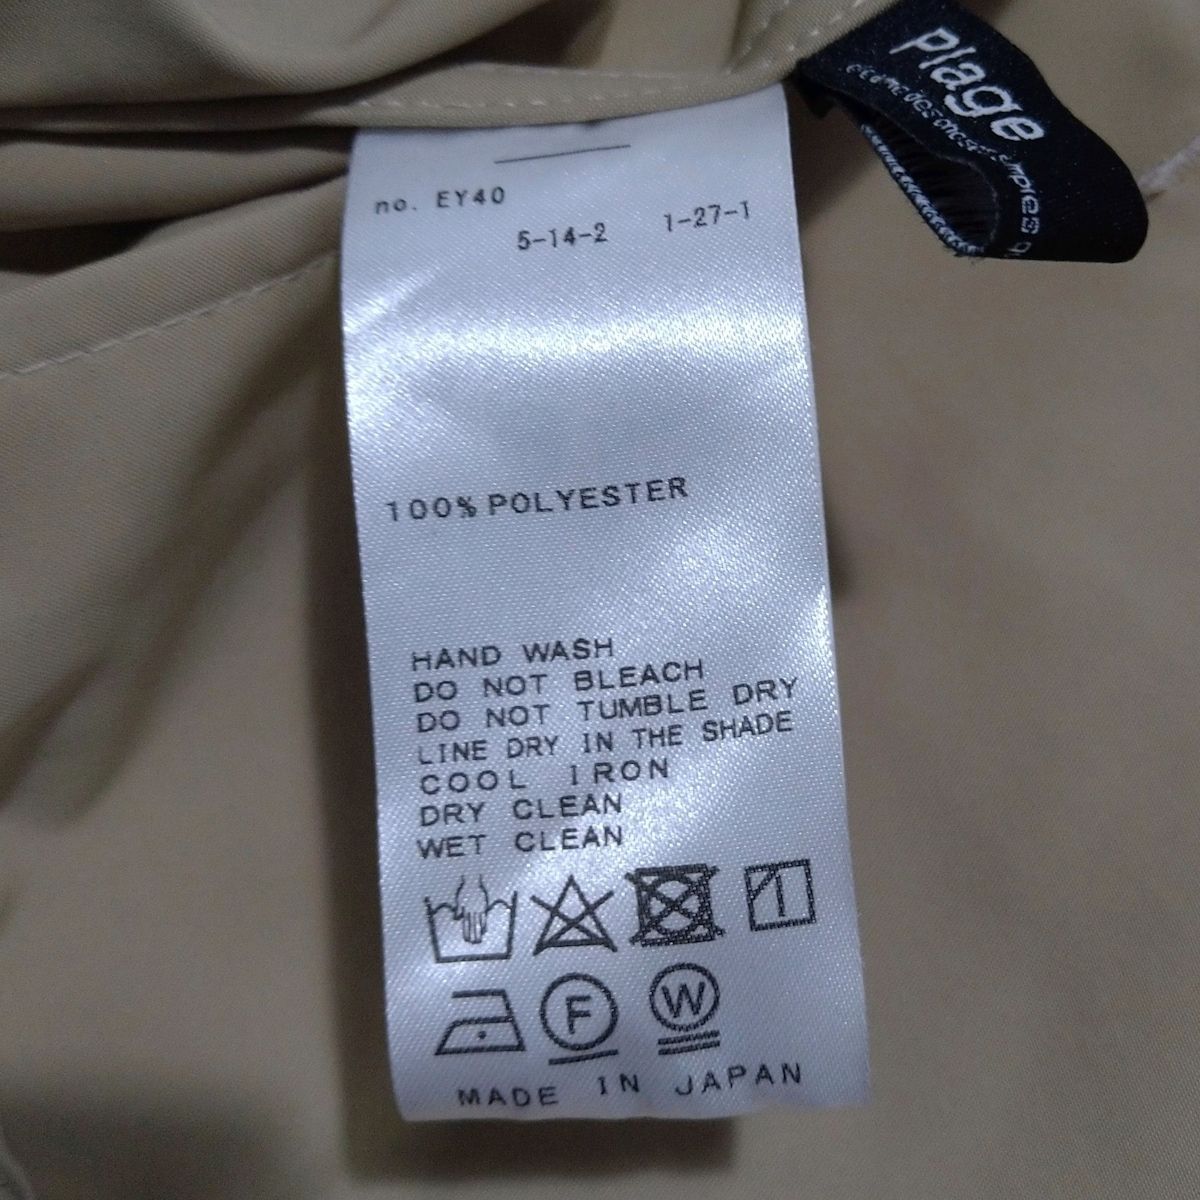 Plage
no. EY40
5-14-2 1-27-1
100% POLYESTER
HAND WASH
DO NOT BLEACH
DO NOT TUMBLE DRY
LINE DRY IN THE SHADE
COOL IRON
DRY CLEAN
WET CLEAN
F W
MADE IN JAPAN